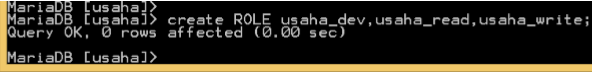 MariaDB [usaha]>
MariaDB [usaha]> create ROLE usaha_dev,usaha_read,usaha_write;
Query OK, 0 rows affected (0.00 sec)
MariaDB [usaha]>